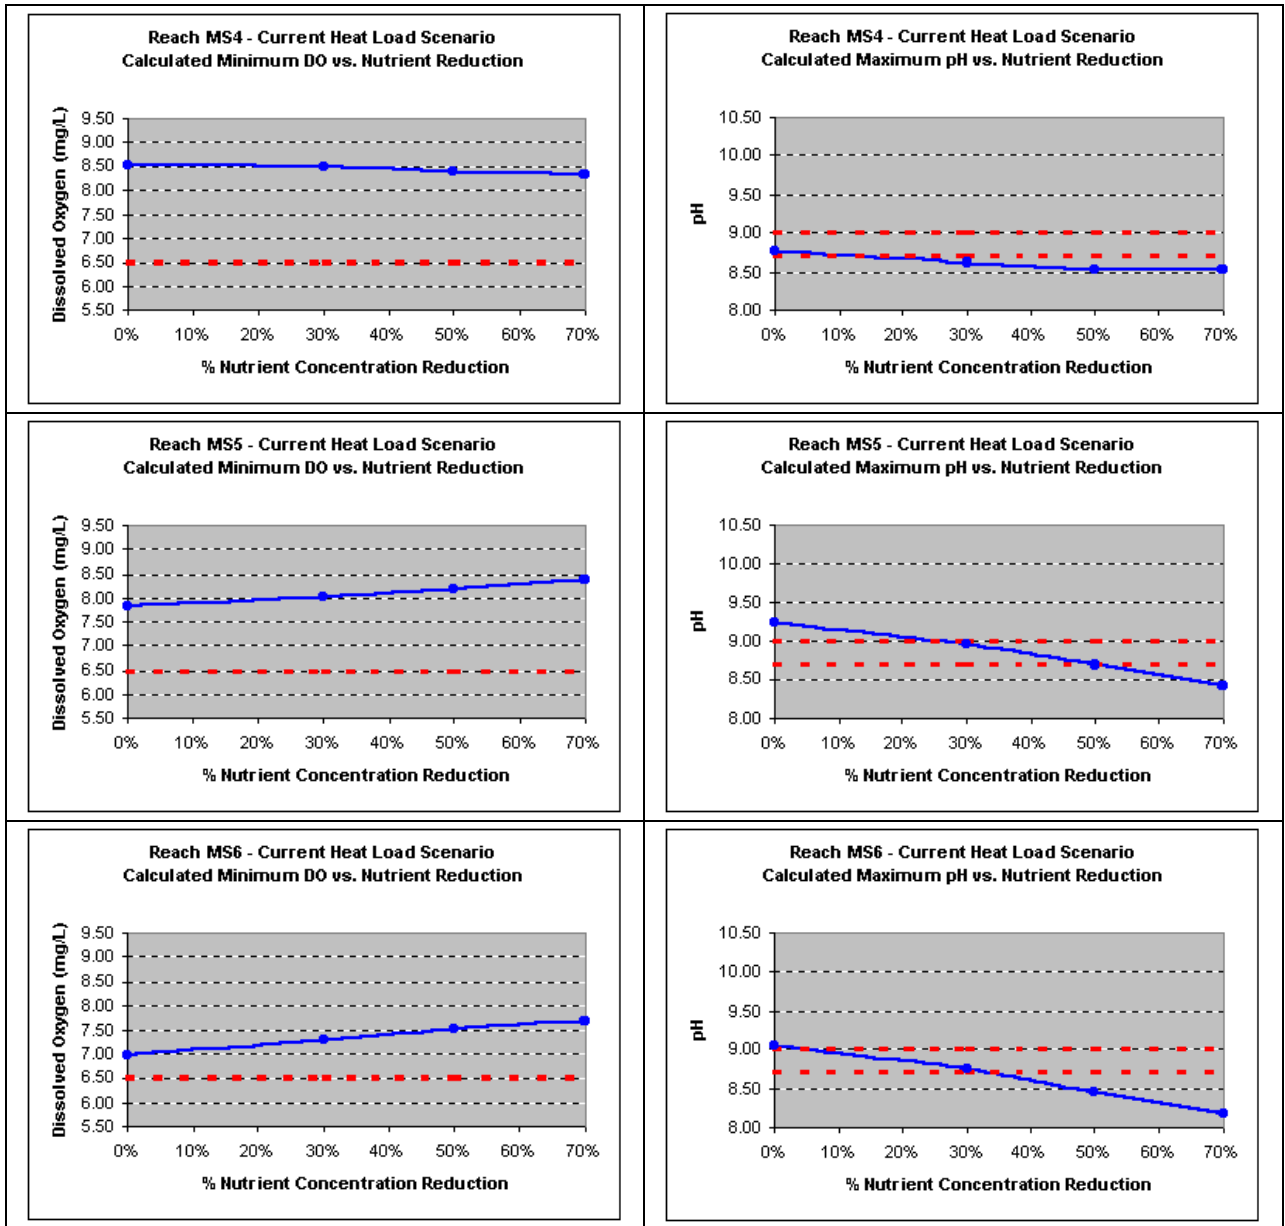 Reach MS4 - Current Heat Load Scenario
Calculated Minimum DO vs. Nutrient Reduction
Dissolved Oxygen (mg/L)
9.50
9.00
8.50
8.00
7.50
7.00
6.50
6.00
5.50
0% 10% 20% 30% 40% 50% 60% 70%
% Nutrient Concentration Reduction
Reach MS4 - Current Heat Load Scenario
Calculated Maximum pH vs. Nutrient Reduction
pH
10.50
10.00
9.50
9.00
8.50
8.00
0% 10% 20% 30% 40% 50% 60% 70%
% Nutrient Concentration Reduction
Reach MS5 - Current Heat Load Scenario
Calculated Minimum DO vs. Nutrient Reduction
Dissolved Oxygen (mg/L)
9.50
9.00
8.50
8.00
7.50
7.00
6.50
6.00
5.50
0% 10% 20% 30% 40% 50% 60% 70%
% Nutrient Concentration Reduction
Reach MS5 - Current Heat Load Scenario
Calculated Maximum pH vs. Nutrient Reduction
pH
10.50
10.00
9.50
9.00
8.50
8.00
0% 10% 20% 30% 40% 50% 60% 70%
% Nutrient Concentration Reduction
Reach MS6 - Current Heat Load Scenario
Calculated Minimum DO vs. Nutrient Reduction
Dissolved Oxygen (mg/L)
9.50
9.00
8.50
8.00
7.50
7.00
6.50
6.00
5.50
0% 10% 20% 30% 40% 50% 60% 70%
% Nutrient Concentration Reduction
Reach MS6 - Current Heat Load Scenario
Calculated Maximum pH vs. Nutrient Reduction
pH
10.50
10.00
9.50
9.00
8.50
8.00
0% 10% 20% 30% 40% 50% 60% 70%
% Nutrient Concentration Reduction